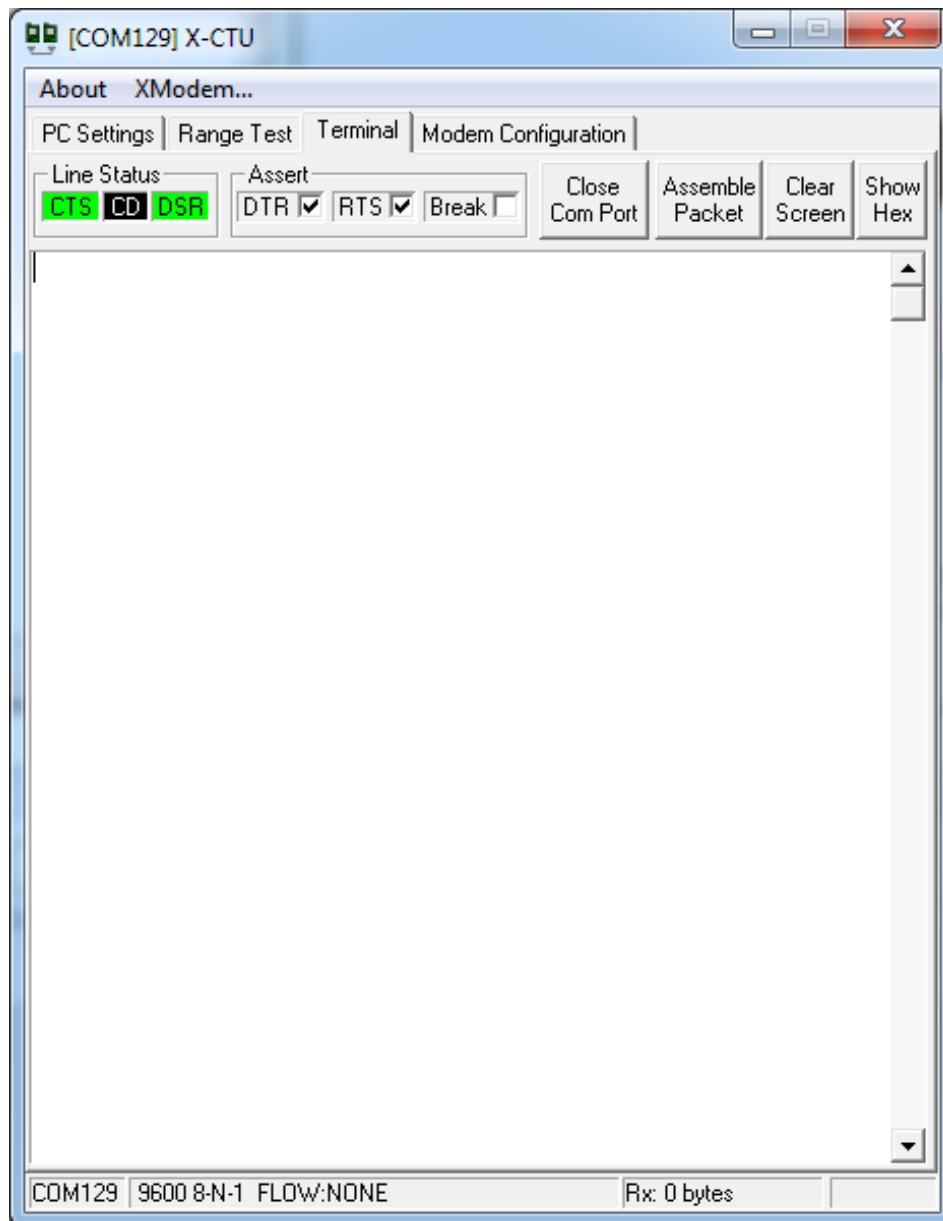 [COM129] X-CTU
About XModem...
PC Settings Range Test Terminal Modem Configuration
Line Status Assert
CTS CD DSR DTR RTS Break Close Com Port Assemble Packet Clear Screen Show Hex
COM129 9600 8-N-1 FLOW:NONE Rx: 0 bytes